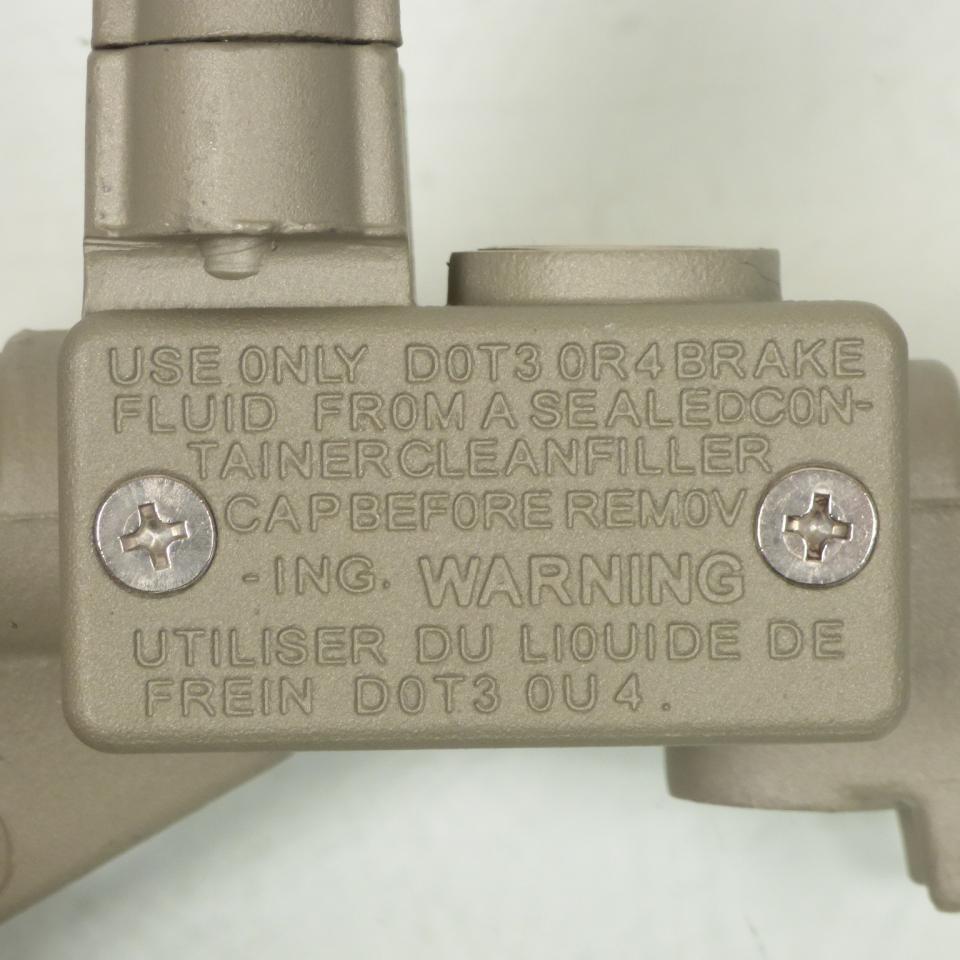 USE ONLY DOT3 OR4 BRAKE
FLUID FROM A SEALEDCON-
TAINERCLEANFILLER
CAPBEFORE REMOV
-ING. WARNING
UTILISER DU LIOUIDE DE
FREIN DOT3 OU 4 .